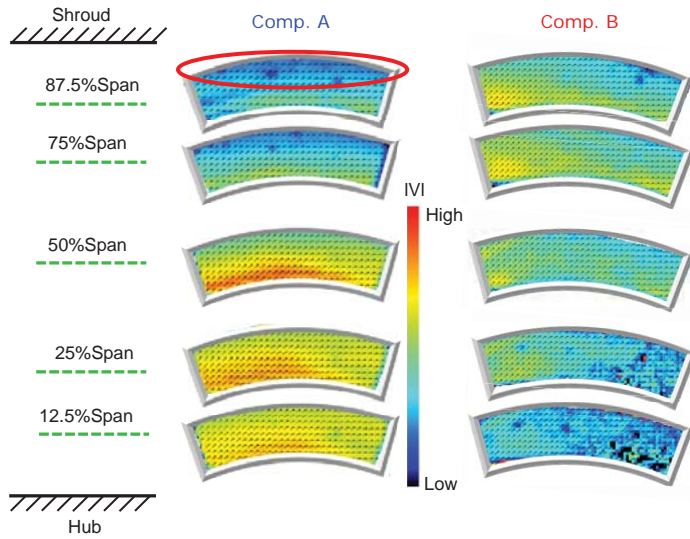 Shroud
Comp. A
Comp. B
87.5%Span
75%Span
IVI
High
50%Span
25%Span
12.5%Span
Low
Hub